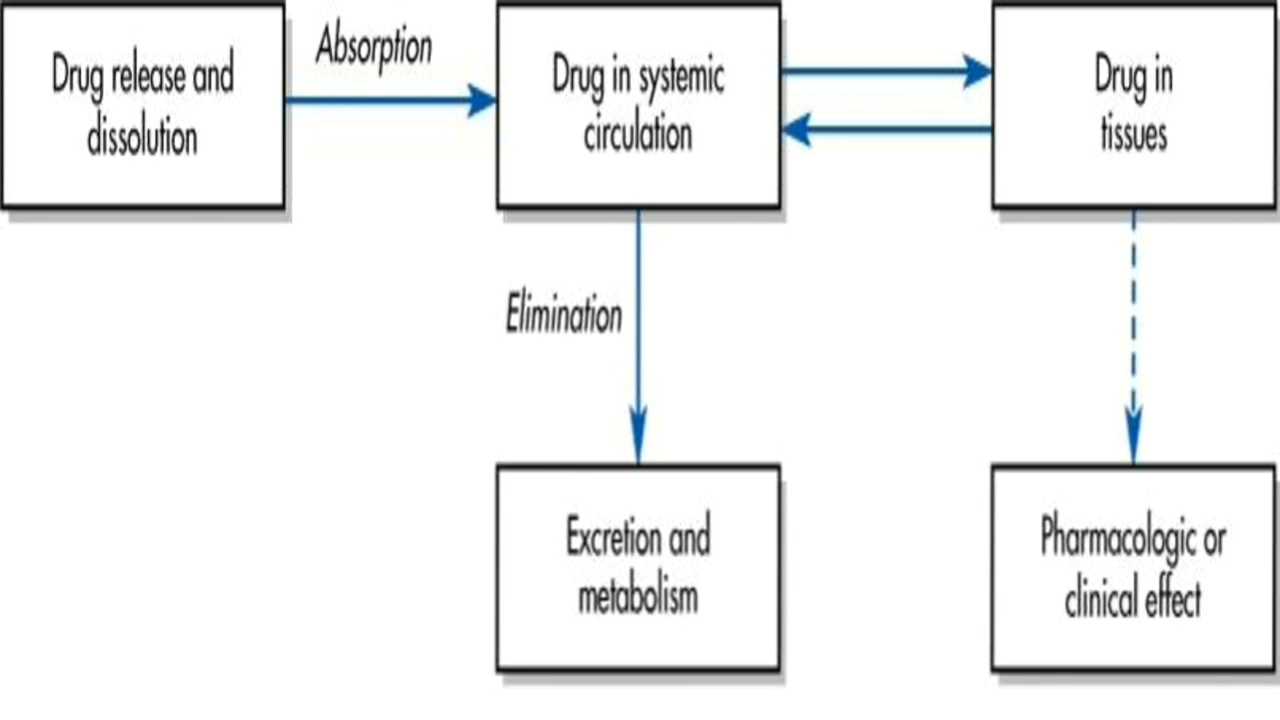 Drug release and
dissolution
Absorption
Drug in systemic
circulation
Drug in
tissues
Elimination
Excretion and
metabolism
Pharmacologic or
clinical effect